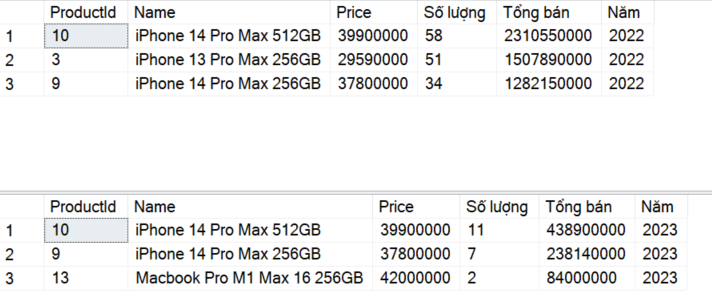 ProductId Name Price Số lượng Tổng bán Năm
1 10 iPhone 14 Pro Max 512GB 39900000 58 2310550000 2022
2 3 iPhone 13 Pro Max 256GB 29590000 51 1507890000 2022
3 9 iPhone 14 Pro Max 256GB 37800000 34 1282150000 2022
ProductId Name Price Số lượng Tổng bán Năm
1 10 iPhone 14 Pro Max 512GB 39900000 11 438900000 2023
2 9 iPhone 14 Pro Max 256GB 37800000 7 238140000 2023
3 13 Macbook Pro M1 Max 16 256GB 42000000 2 84000000 2023